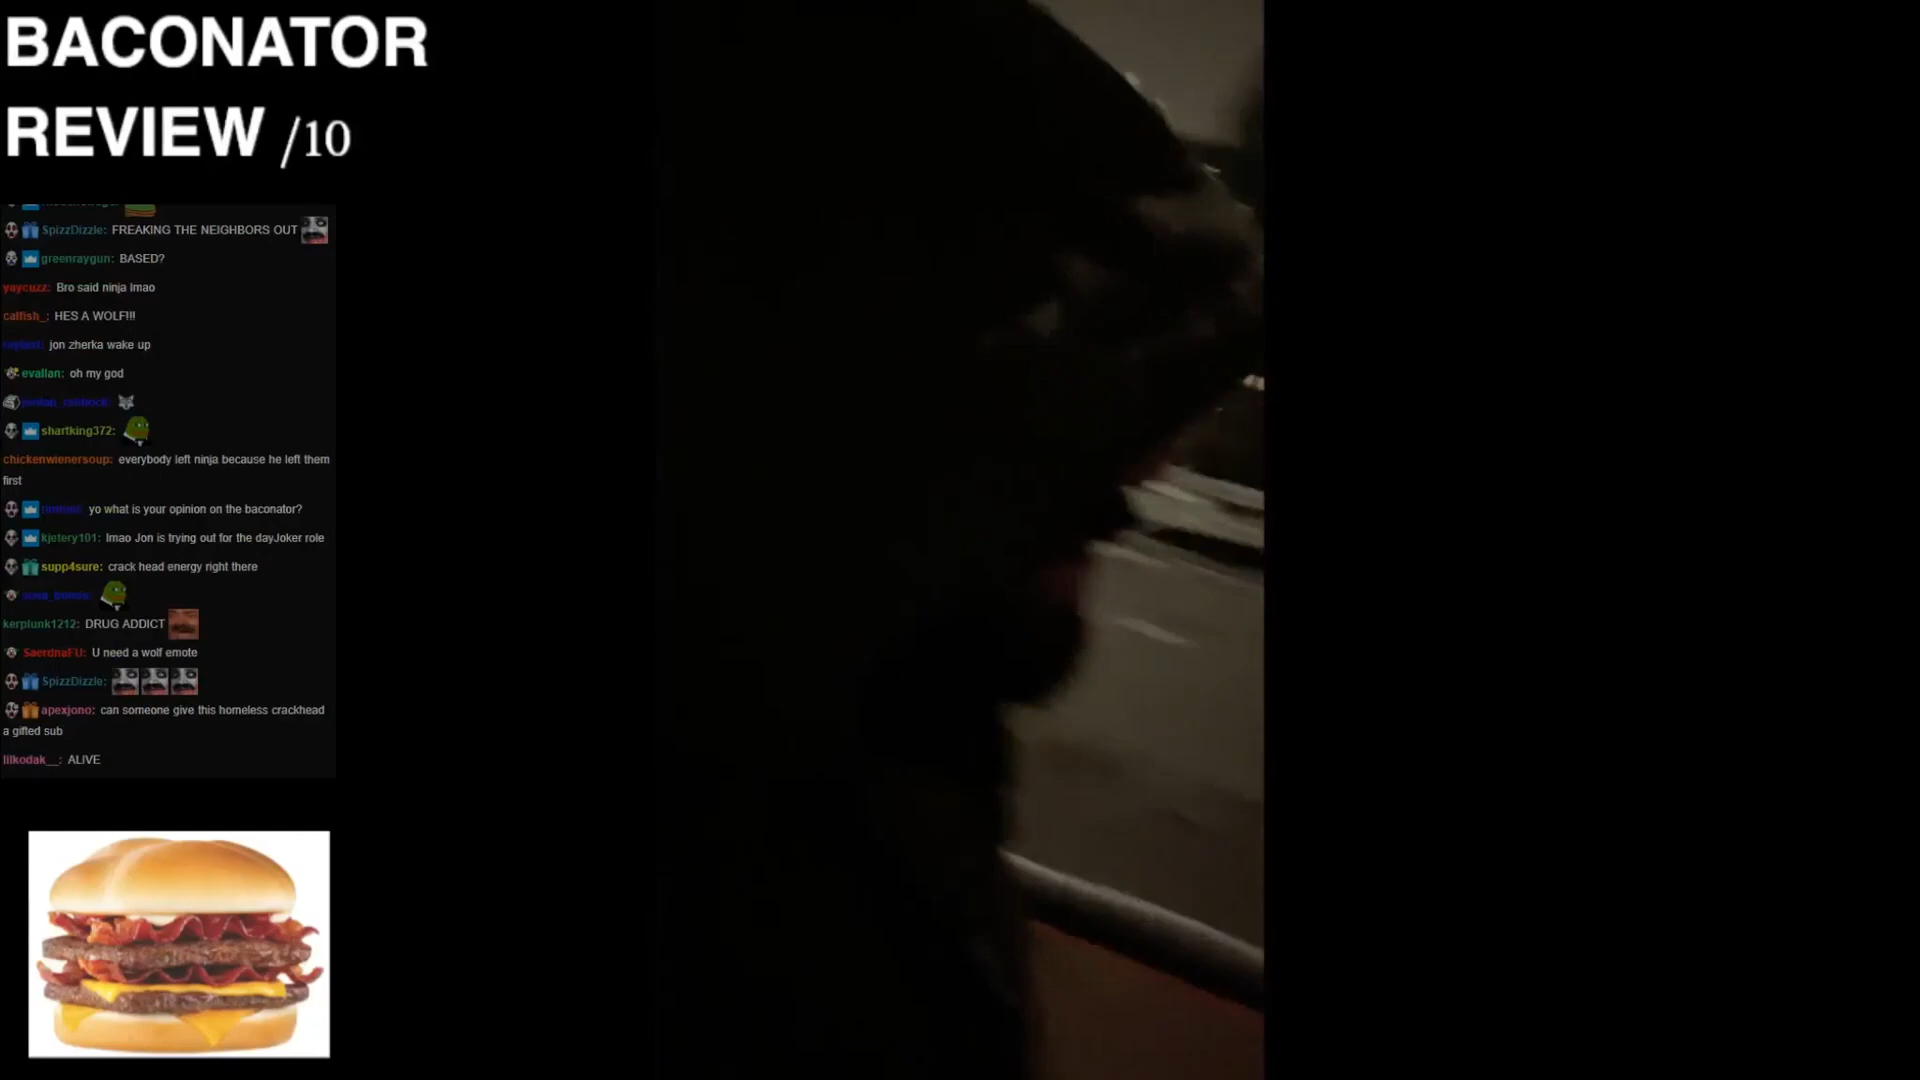 BACONATOR
REVIEW /10
SpizzDizzle: FREAKING THE NEIGHBORS OUT
greenraygun: BASED?
yaycuzz: Bro said ninja lmao
calfish_: HES A WOLF!!!
jon zherka wake up
evallan: oh my god
shartking372:
chickenwienersoup: everybody left ninja because he left them
first
yo what is your opinion on the baconator?
kjetery101: lmao Jon is trying out for the dayJoker role
supp4sure: crack head energy right there
kerplunk1212: DRUG ADDICT
SaerdnaFU: U need a wolf emote
SpizzDizzle:
apexjono: can someone give this homeless crackhead
a gifted sub
lilkodak__: ALIVE